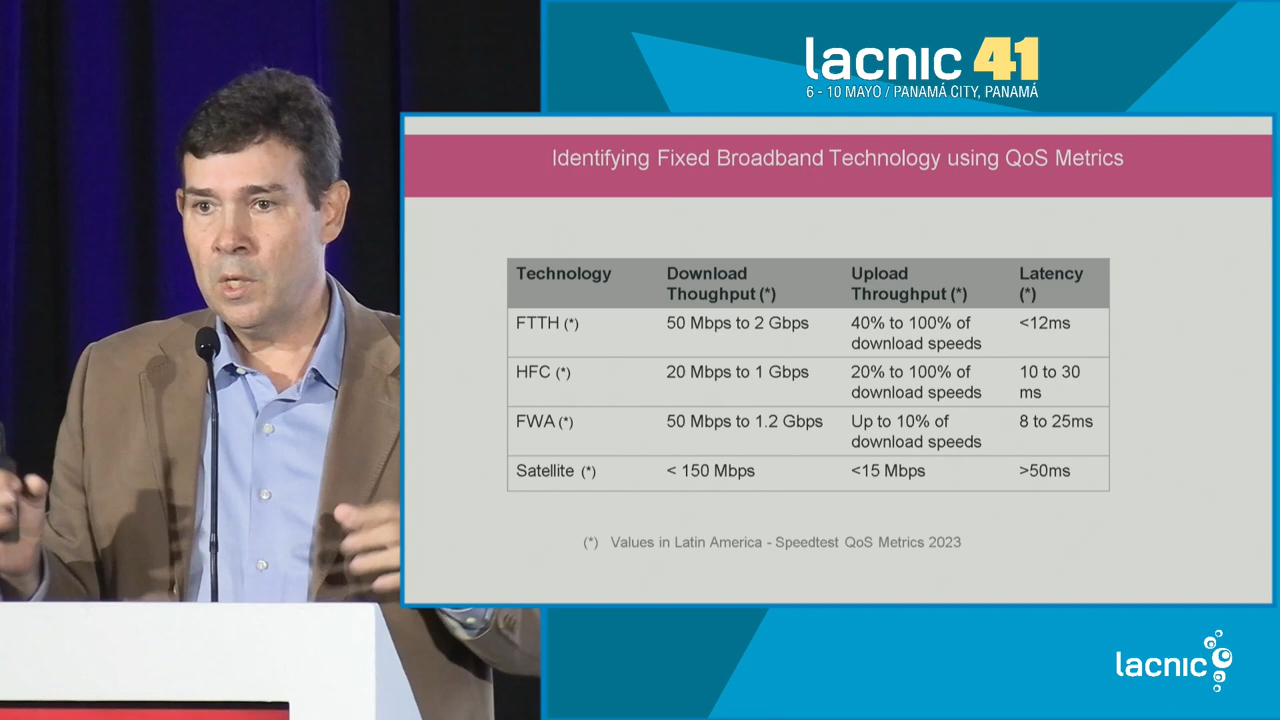 lacnic 41
6 - 10 MAYO / PANAMÁ CITY, PANAMÁ
Identifying Fixed Broadband Technology using QoS Metrics
Technology
Download
Thoughput (*)
Upload
Throughput (*)
Latency
(*)
FTTH (*)
50 Mbps to 2 Gbps
40% to 100% of
download speeds
<12ms
HFC (*)
20 Mbps to 1 Gbps
20% to 100% of
download speeds
10 to 30
ms
FWA (*)
50 Mbps to 1.2 Gbps
Up to 10% of
download speeds
8 to 25ms
Satellite (*)
< 150 Mbps
<15 Mbps
>50ms
(*) Values in Latin America - Speedtest QoS Metrics 2023
lacnic